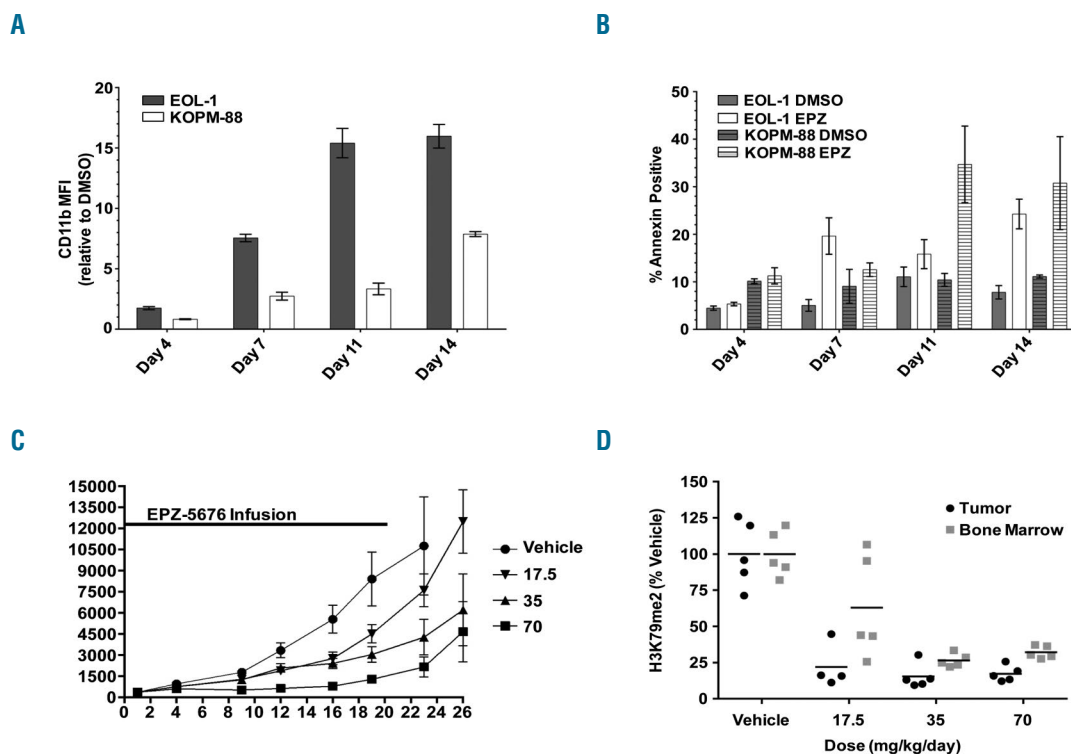 A
20
15
10
5
0
CD11b MFI
(relative to DMSO)
EOL-1
KOPM-88
Day 4
Day 7
Day 11
Day 14
B
50
40
30
20
10
0
% Annexin Positive
EOL-1 DMSO
EOL-1 EPZ
KOPM-88 DMSO
KOPM-88 EPZ
Day 4
Day 7
Day 11
Day 14
C
15000
13500
12000
10500
9000
7500
6000
4500
3000
1500
0
EPZ-5676 Infusion
Vehicle
17.5
35
70
0 2 4 6 8 10 12 14 16 18 20 22 24 26
D
150
125
100
75
50
25
0
H3K79me2 (% Vehicle)
Tumor
Bone Marrow
Vehicle 17.5 35 70
Dose (mg/kg/day)